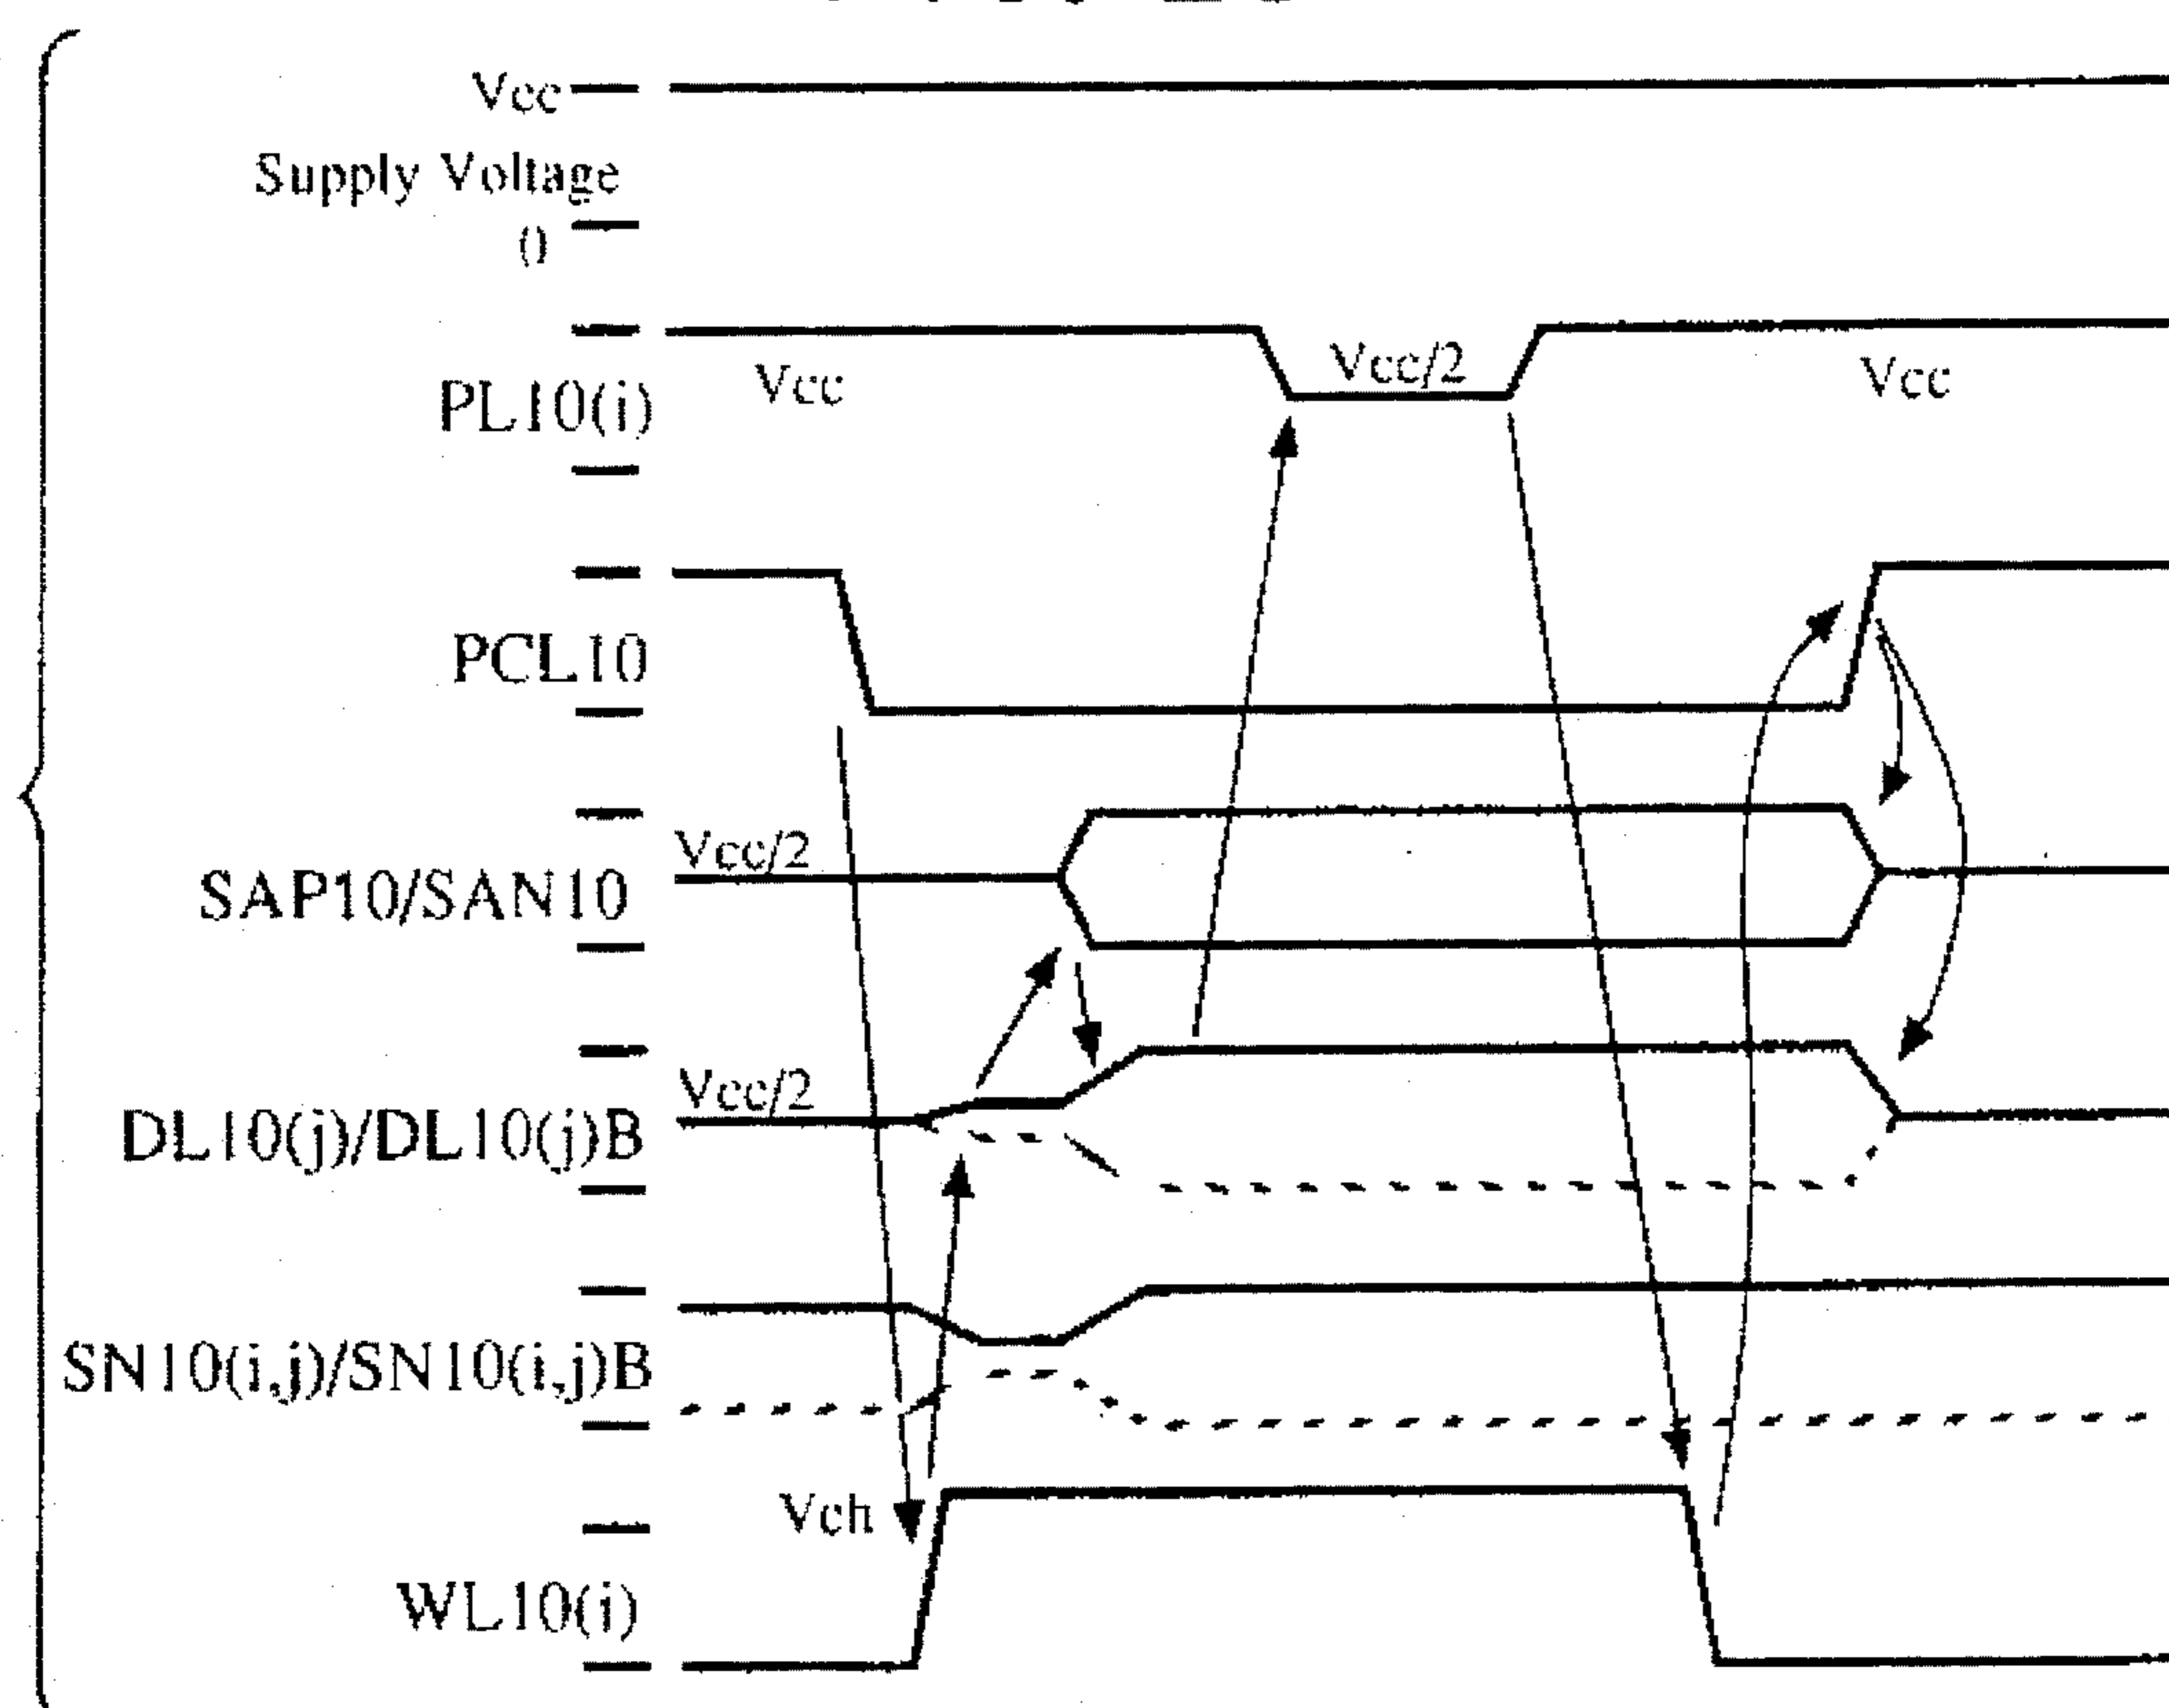 Vcc
Supply Voltage
0
Vcc
Vcc/2
Vcc
PL10(i)
PCL10
Vcc/2
SAP10/SAN10
Vcc/2
DL10(j)/DL10(j)B
SN10(i,j)/SN10(i,j)B
Vch
WL10(i)